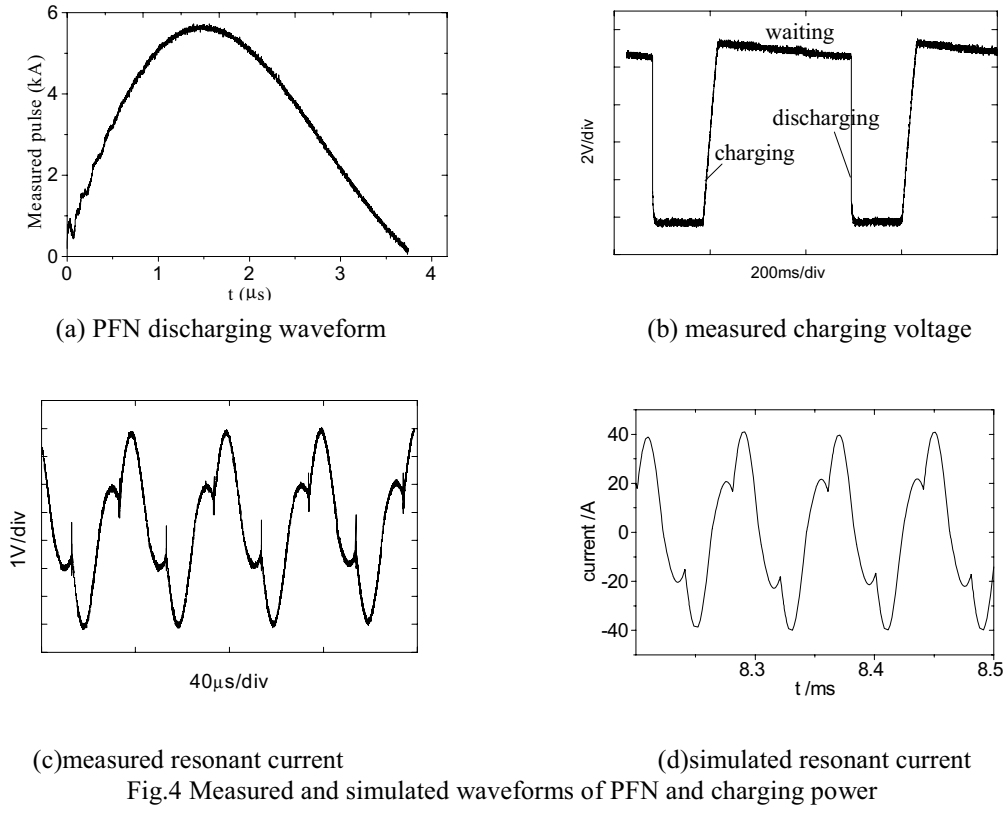 6
4
2
0
Measured pulse (kA)
0 1 2 3 4
t (μs)
(a) PFN discharging waveform
2V/div
waiting
discharging
charging
200ms/div
(b) measured charging voltage
1V/div
40μs/div
(c)measured resonant current
40
20
0
-20
-40
current /A
8.3 8.4 8.5
t /ms
(d)simulated resonant current
Fig.4 Measured and simulated waveforms of PFN and charging power